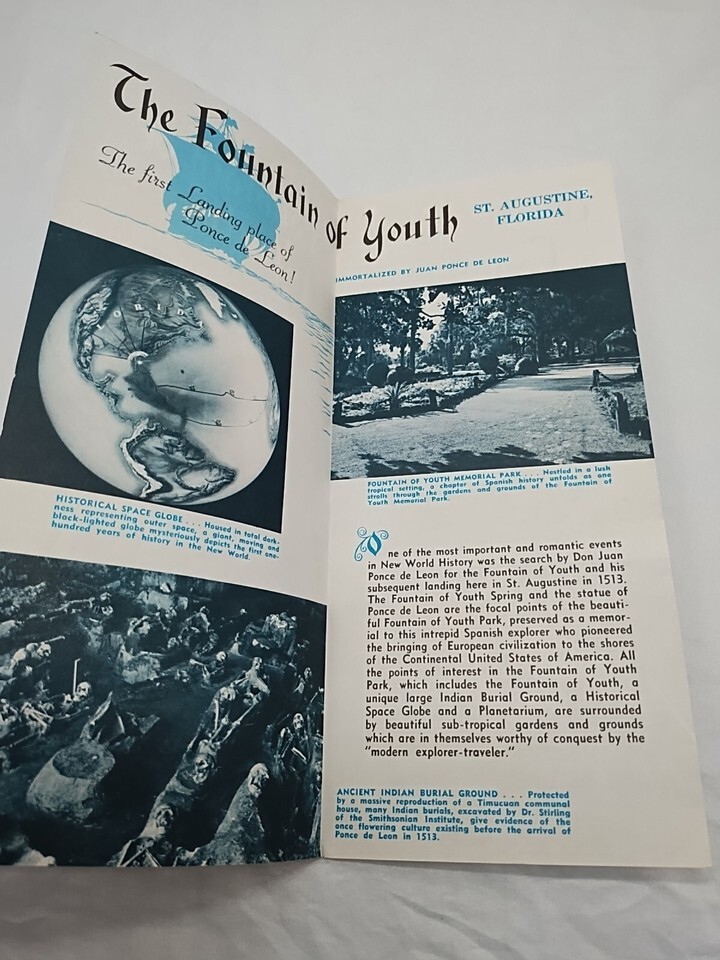 The Fountain of Youth
ST. AUGUSTINE,
FLORIDA
The first Landing place of
Ponce de Leon!
IMMORTALIZED BY JUAN PONCE DE LEON
FLORIDA
HISTORICAL SPACE GLOBE . . . Housed in total dark-
ness representing outer space, a giant, moving and
black-lighted globe mysteriously depicts the first one-
hundred years of history in the New World.
FOUNTAIN OF YOUTH MEMORIAL PARK . . . Nestled in a lush
tropical setting, a chapter of Spanish history unfolds as one
strolls through the gardens and grounds of the Fountain of
Youth Memorial Park.
One of the most important and romantic events
in New World History was the search by Don Juan
Ponce de Leon for the Fountain of Youth and his
subsequent landing here in St. Augustine in 1513.
The Fountain of Youth Spring and the statue of
Ponce de Leon are the focal points of the beauti-
ful Fountain of Youth Park, preserved as a memor-
ial to this intrepid Spanish explorer who pioneered
the bringing of European civilization to the shores
of the Continental United States of America. All
the points of interest in the Fountain of Youth
Park, which includes the Fountain of Youth, a
unique large Indian Burial Ground, a Historical
Space Globe and a Planetarium, are surrounded
by beautiful sub-tropical gardens and grounds
which are in themselves worthy of conquest by the
"modern explorer-traveler."
ANCIENT INDIAN BURIAL GROUND . . . Protected
by a massive reproduction of a Timucuan communal
house, many Indian burials, excavated by Dr. Stirling
of the Smithsonian Institute, give evidence of the
once flowering culture existing before the arrival of
Ponce de Leon in 1513.